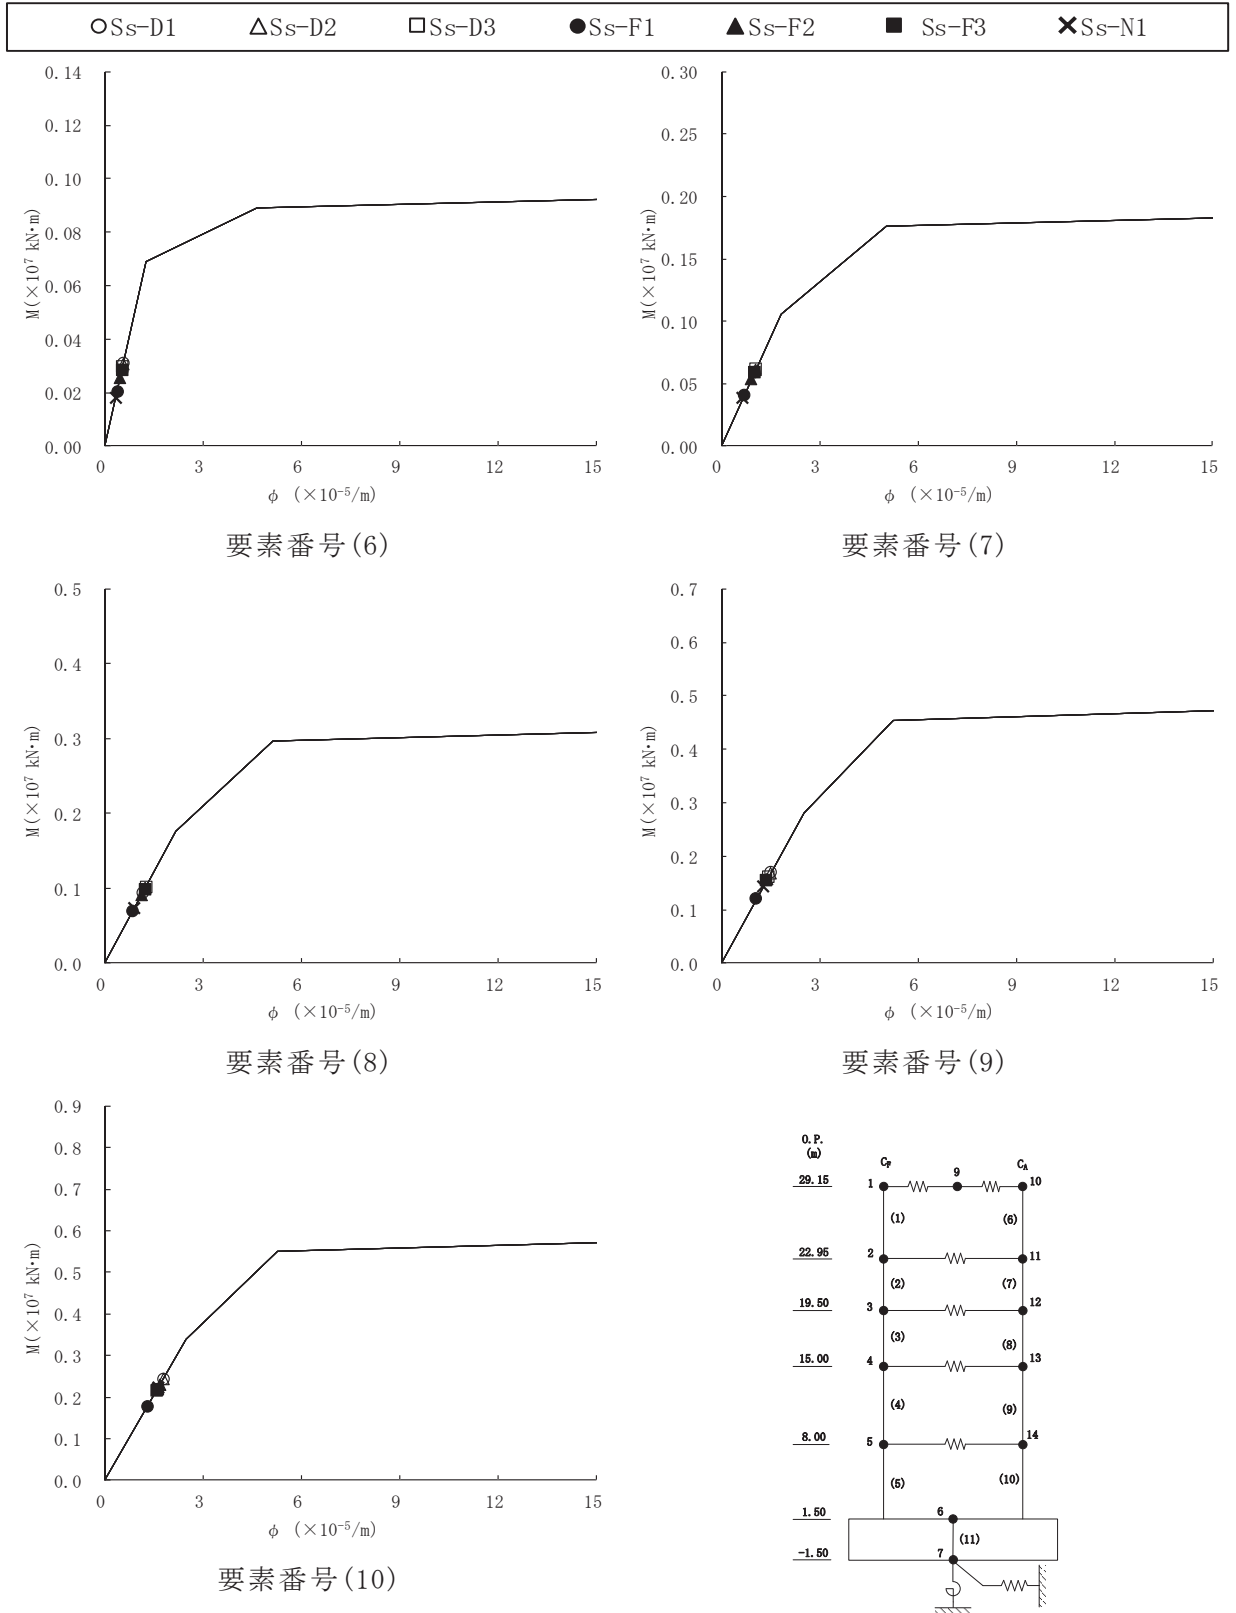 ○Ss-D1 △Ss-D2 □Ss-D3 ●Ss-F1 ▲Ss-F2 ■ Ss-F3 ×Ss-N1
0.14
0.12
0.10
0.08
0.06
0.04
0.02
0.00
M(×10⁷ kN·m)
0 3 6 9 12 15
φ (×10⁻⁵/m)
要素番号(6)
0.30
0.25
0.20
0.15
0.10
0.05
0.00
M(×10⁷ kN·m)
0 3 6 9 12 15
φ (×10⁻⁵/m)
要素番号(7)
0.5
0.4
0.3
0.2
0.1
0.0
M(×10⁷ kN·m)
0 3 6 9 12 15
φ (×10⁻⁵/m)
要素番号(8)
0.7
0.6
0.5
0.4
0.3
0.2
0.1
0.0
M(×10⁷ kN·m)
0 3 6 9 12 15
φ (×10⁻⁵/m)
要素番号(9)
0.9
0.8
0.7
0.6
0.5
0.4
0.3
0.2
0.1
0.0
M(×10⁷ kN·m)
0 3 6 9 12 15
φ (×10⁻⁵/m)
要素番号(10)
O.P.
(m)
C_F C_A
29.15 1 9 10
(1) (6)
22.95 2 11
(2) (7)
19.50 3 12
(3) (8)
15.00 4 13
(4) (9)
8.00 5 14
(5) (10)
1.50 6
(11)
-1.50 7